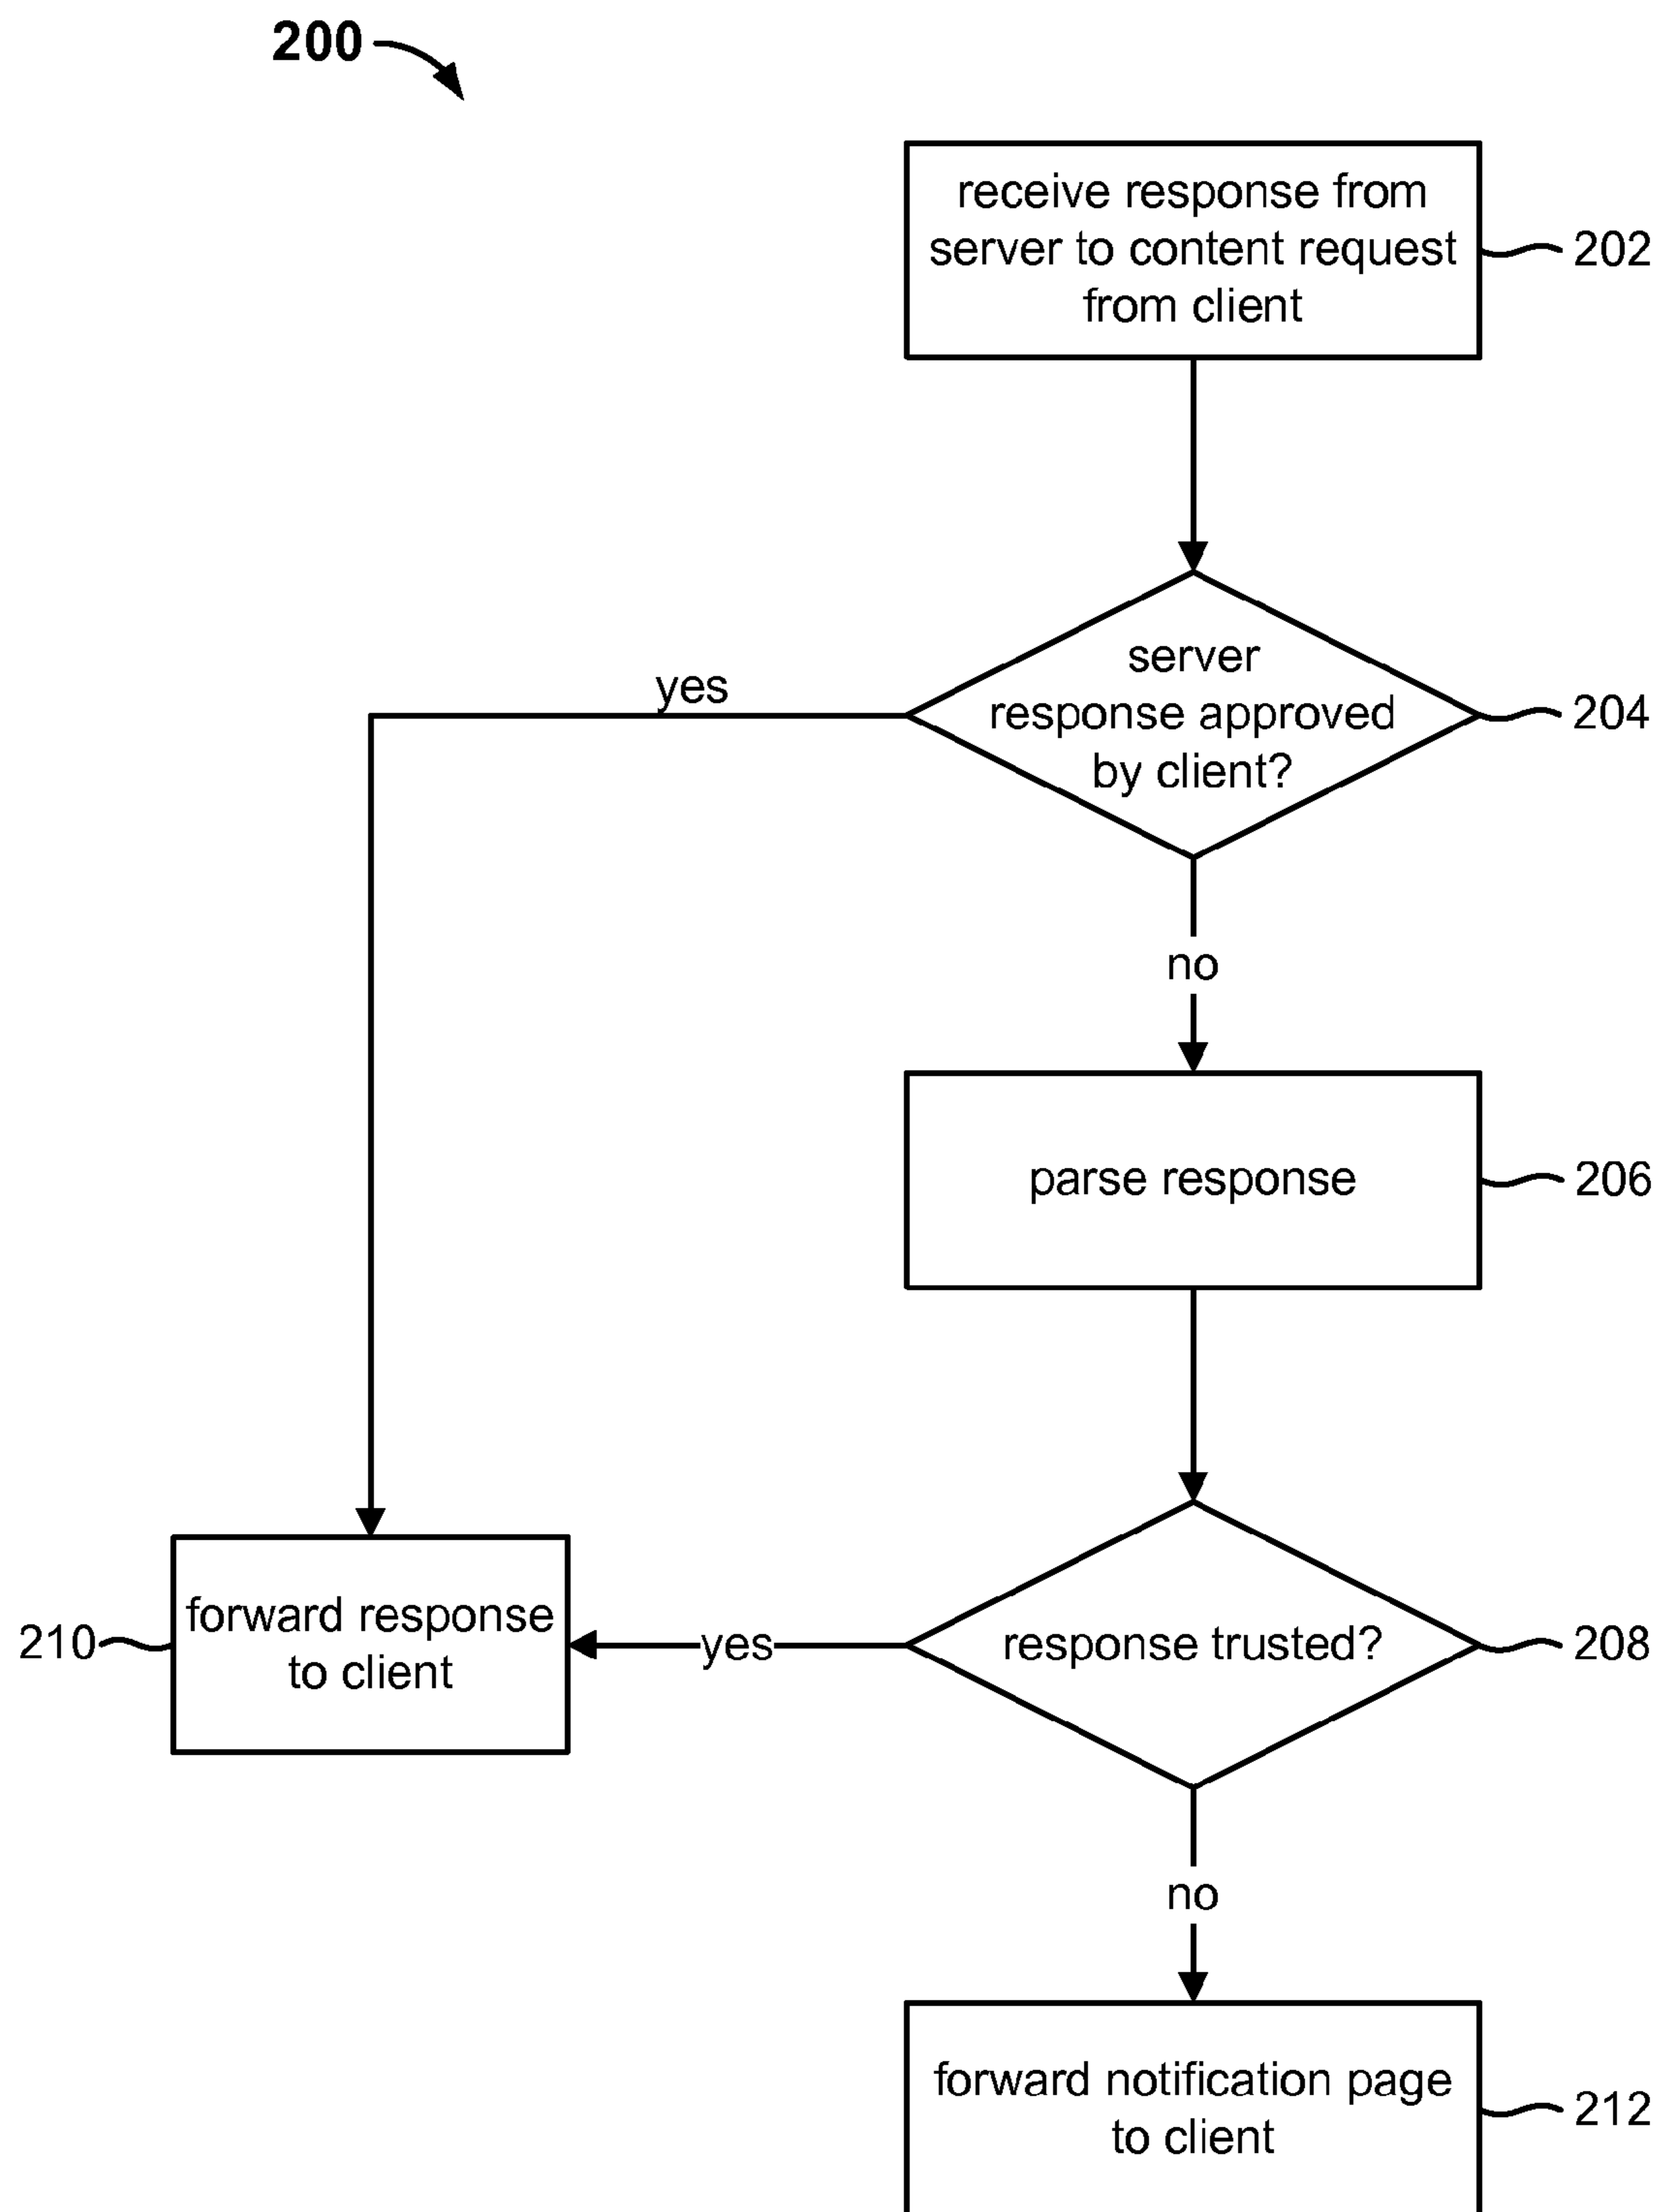 200
receive response from
server to content request
from client
202
server
response approved
by client?
204
yes
no
parse response
206
response trusted?
208
yes
forward response
to client
210
no
forward notification page
to client
212